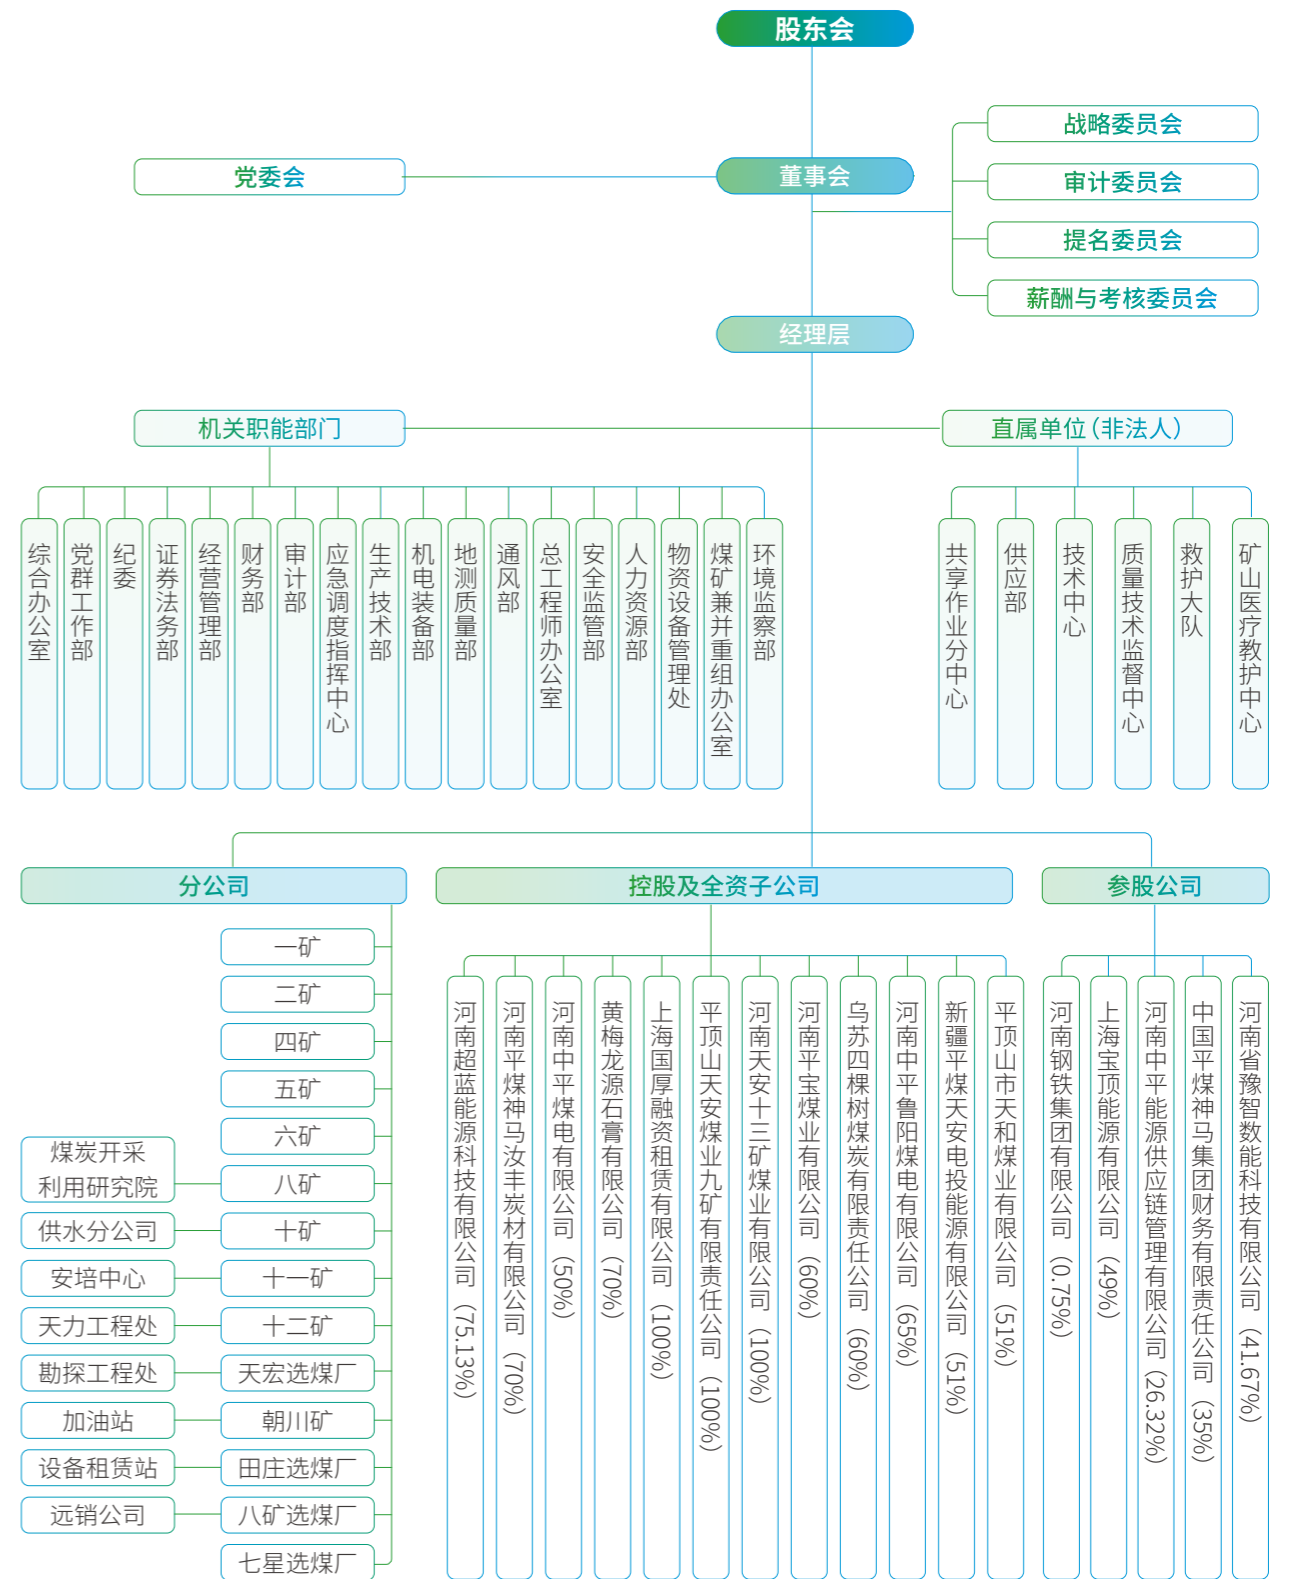 股东会
党委会
董事会
战略委员会
审计委员会
提名委员会
薪酬与考核委员会
经理层
机关职能部门
直属单位（非法人）
综合办公室
党群工作部
纪委
证券法务部
经营管理部
财务部
审计部
应急调度指挥中心
生产技术部
机电装备部
地测质量部
通风部
总工程师办公室
安全监管部
人力资源部
物资设备管理处
煤矿兼并重组办公室
环境监察部
共享作业分中心
供应部
技术中心
质量技术监督中心
救护大队
矿山医疗教护中心
分公司
控股及全资子公司
参股公司
一矿
二矿
四矿
五矿
六矿
八矿
十矿
十一矿
十二矿
天宏选煤厂
朝川矿
田庄选煤厂
八矿选煤厂
七星选煤厂
煤炭开采
利用研究院
供水分公司
安培中心
天力工程处
勘探工程处
加油站
设备租赁站
远销公司
河南超蓝能源科技有限公司（75.13%）
河南平煤神马汝丰炭材有限公司（70%）
河南中平煤电有限公司（50%）
黄梅龙源石膏有限公司（70%）
上海国厚融资租赁有限公司（100%）
平顶山天安煤业九矿有限责任公司（100%）
河南天安十三矿煤业有限公司（100%）
河南平宝煤业有限公司（60%）
乌苏四棵树煤炭有限责任公司（60%）
河南中平鲁阳煤电有限公司（65%）
新疆平煤天安电投能源有限公司（51%）
平顶山市天和煤业有限公司（51%）
河南钢铁集团有限公司（0.75%）
上海宝顶能源有限公司（49%）
河南中平能源供应链管理有限公司（26.32%）
中国平煤神马集团财务有限责任公司（35%）
河南省豫智数能科技有限公司（41.67%）